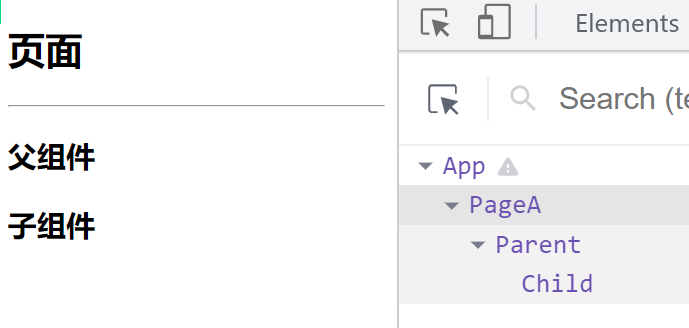 页面
父组件
子组件
Elements
Search (te
App
PageA
Parent
Child